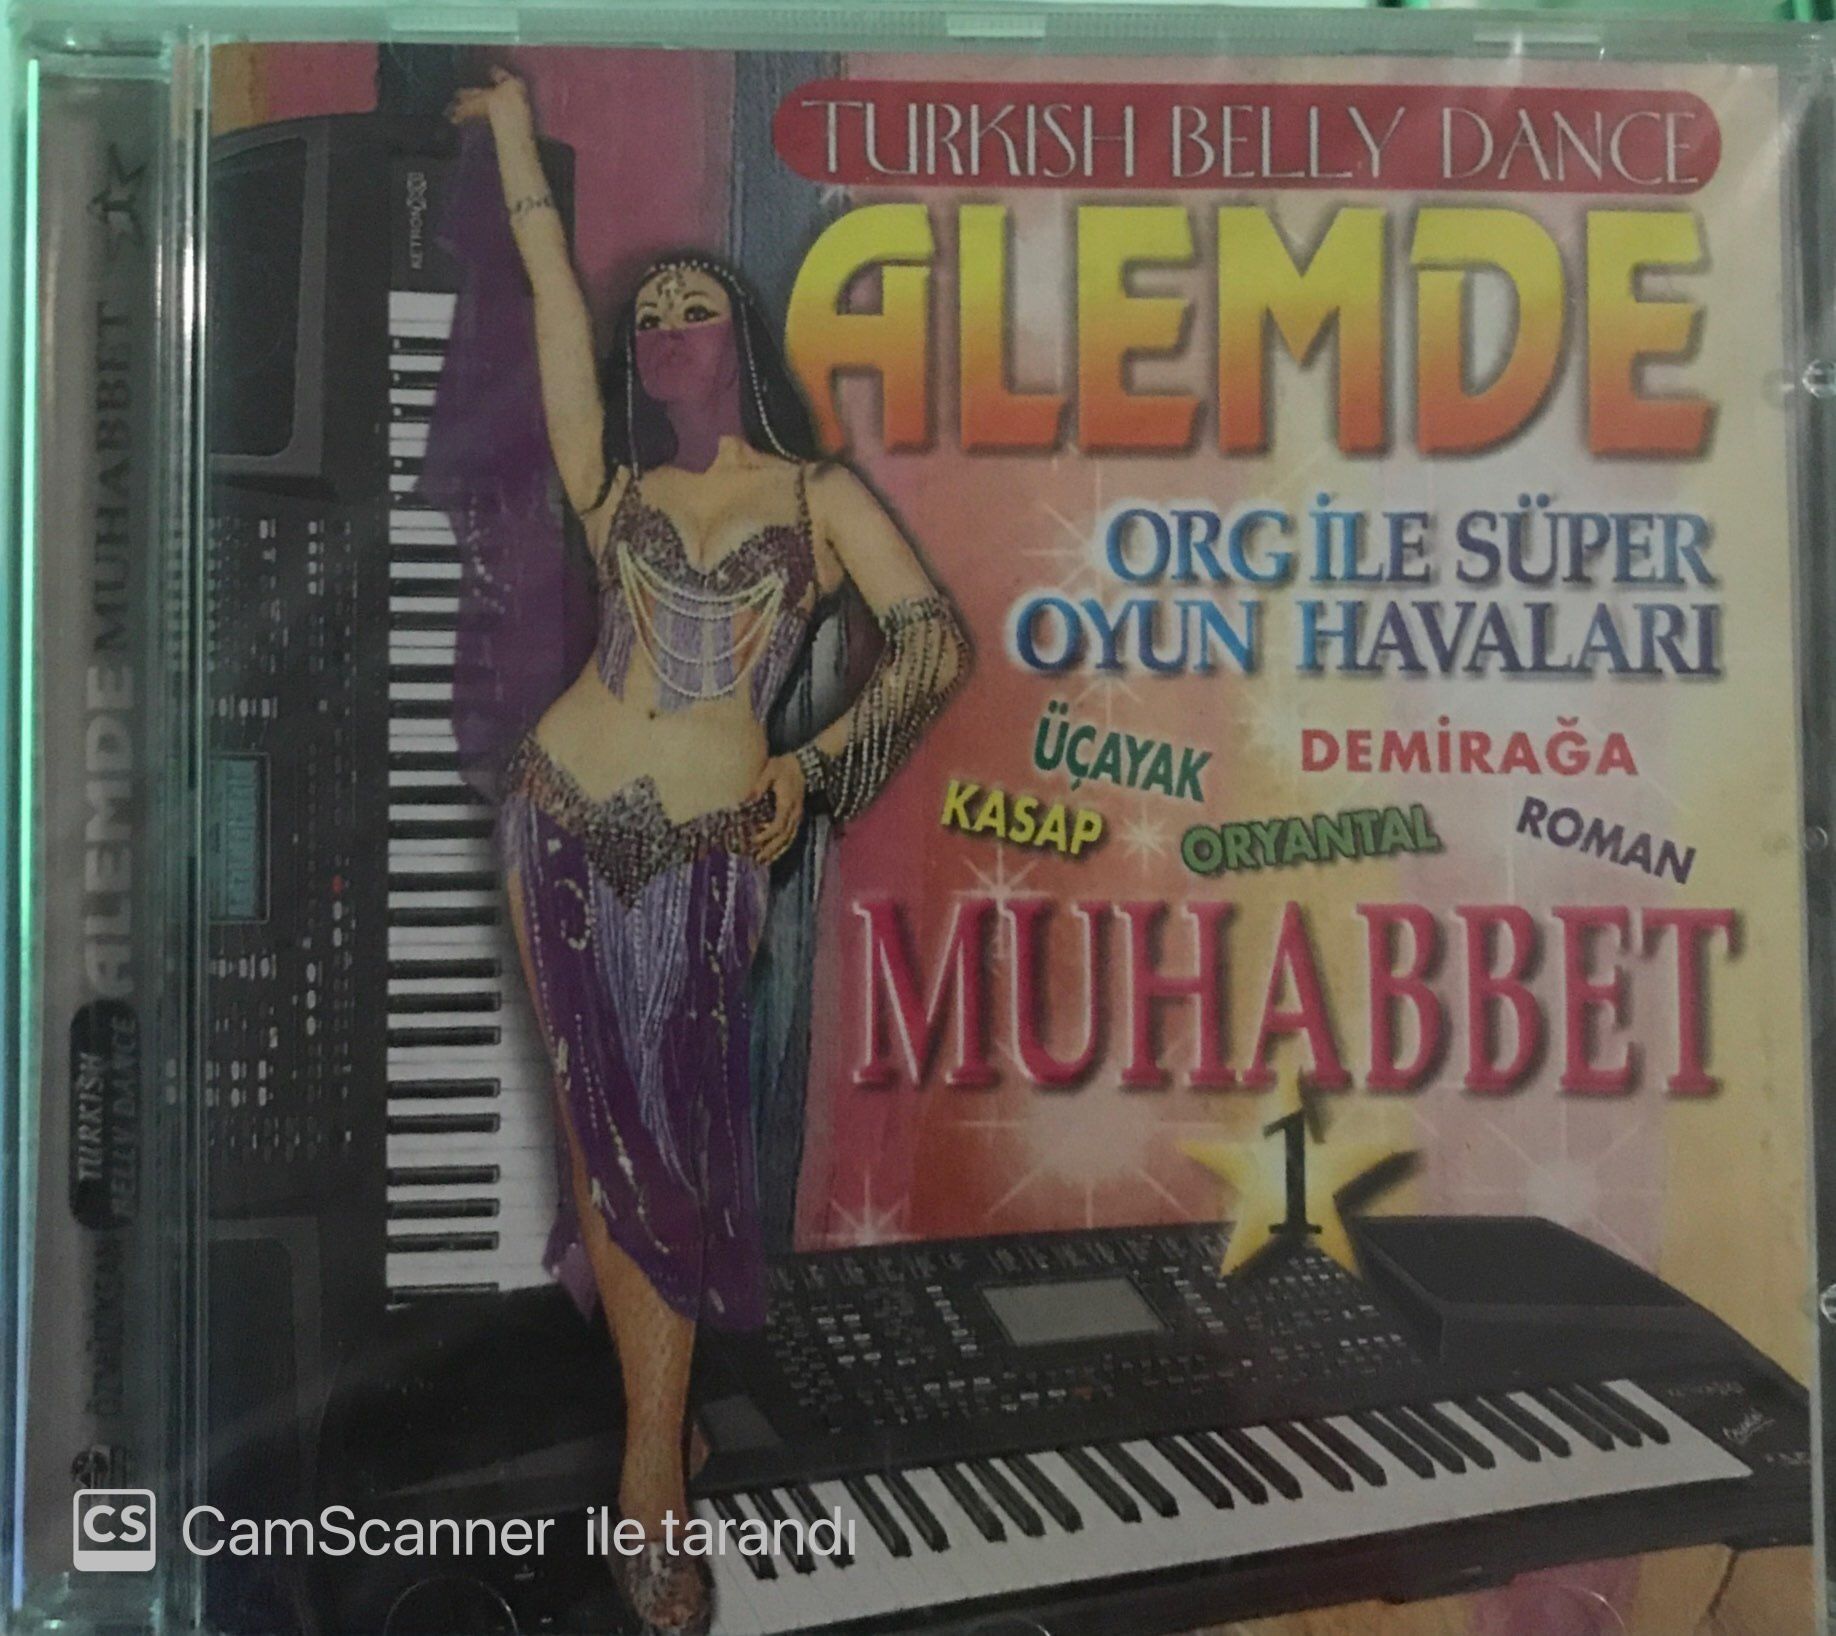 TURKISH BELLY DANCE
ALEMDE
ORG İLE SÜPER
OYUN HAVALARI
ÜÇAYAK
DEMİRAĞA
KASAP
ORYANTAL
ROMAN
MUHABBET
1
ALEMDE MUHABBET
TURKISH
BELLY DANCE
CS CamScanner ile tarandı